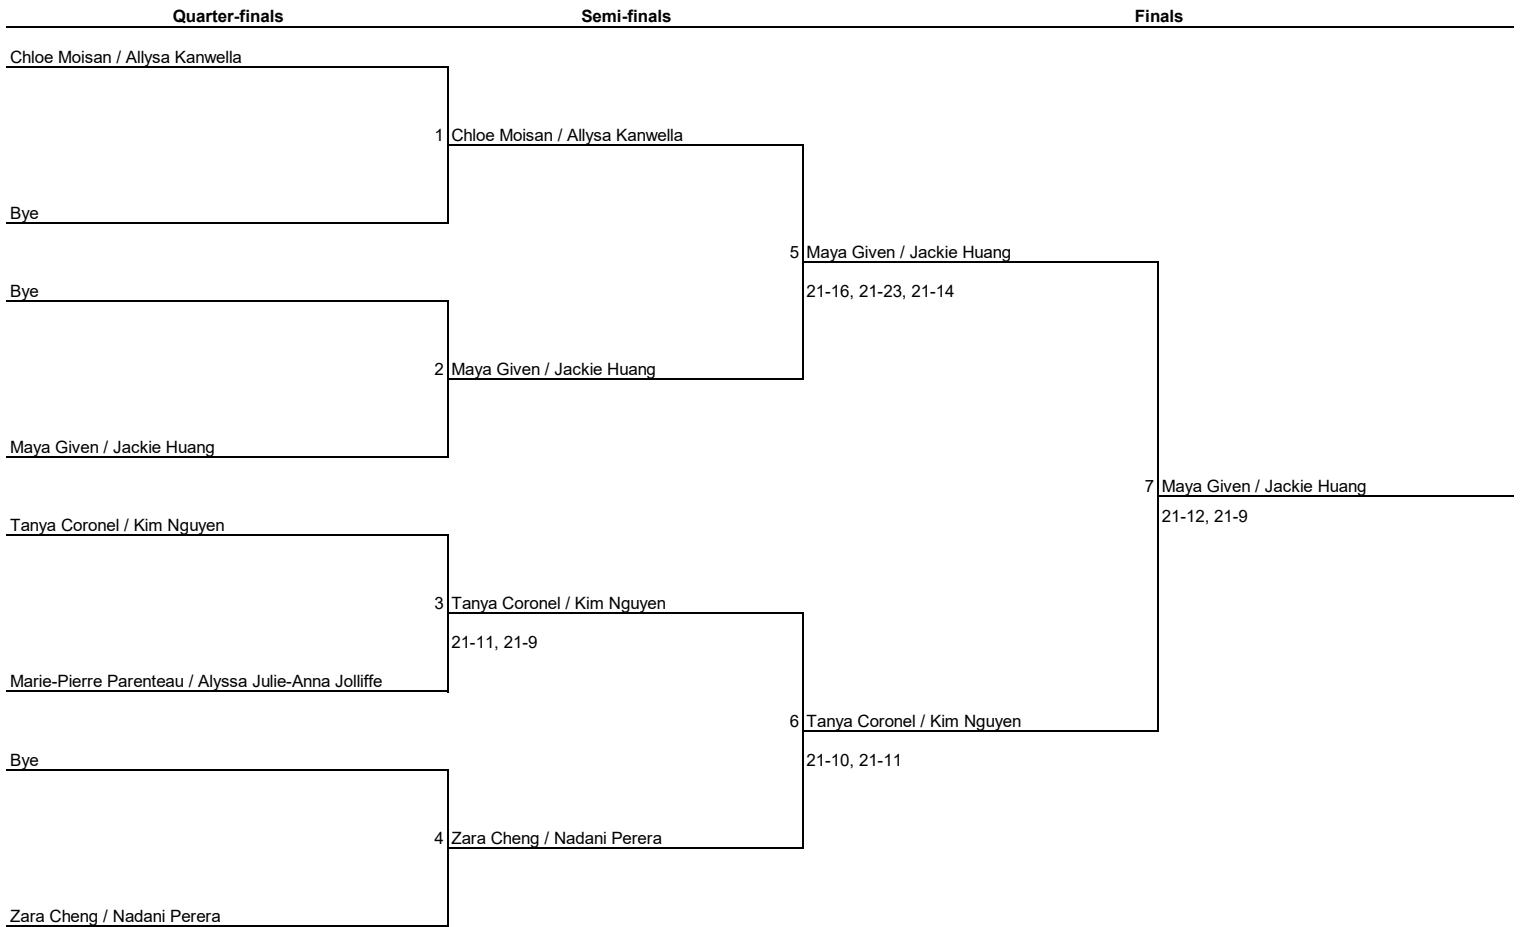 Quarter-finals Semi-finals Finals
Chloe Moisan / Allysa Kanwella
1 Chloe Moisan / Allysa Kanwella
Bye
5 Maya Given / Jackie Huang
Bye
21-16, 21-23, 21-14
2 Maya Given / Jackie Huang
Maya Given / Jackie Huang
7 Maya Given / Jackie Huang
21-12, 21-9
Tanya Coronel / Kim Nguyen
3 Tanya Coronel / Kim Nguyen
21-11, 21-9
Marie-Pierre Parenteau / Alyssa Julie-Anna Jolliffe
6 Tanya Coronel / Kim Nguyen
Bye
21-10, 21-11
4 Zara Cheng / Nadani Perera
Zara Cheng / Nadani Perera